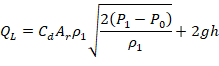 Q_L = C_d A_r ρ_1 √(2(P_1 − P_0)/ρ_1) + 2gh